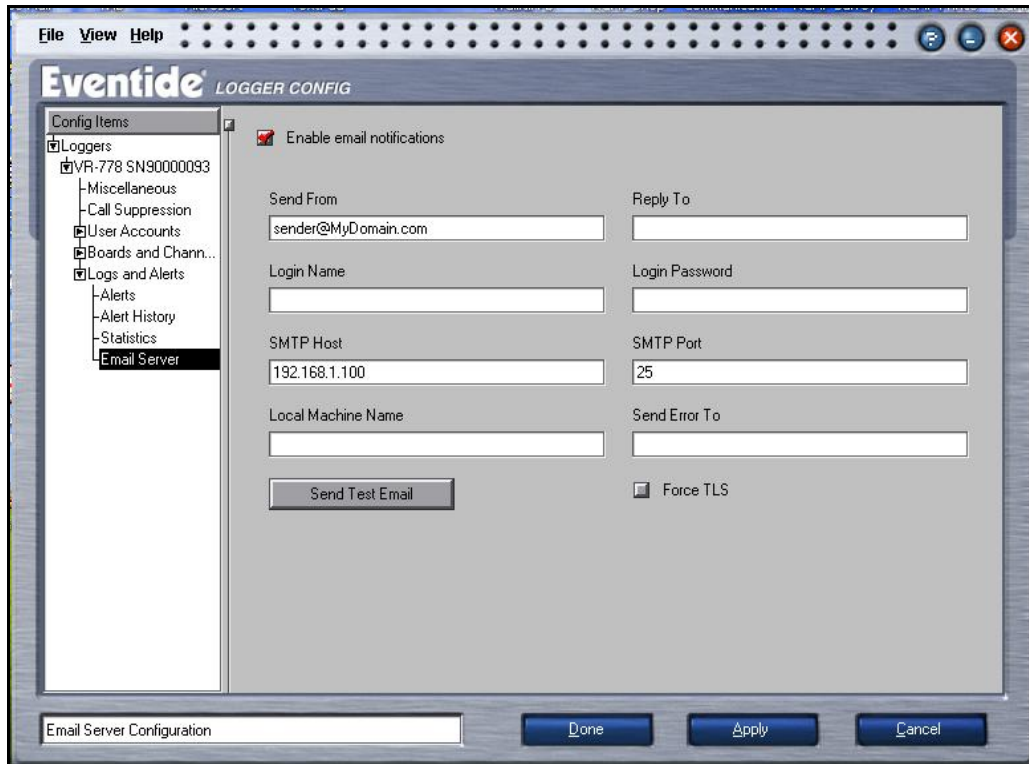 File View Help
Eventide LOGGER CONFIG
Config Items
Loggers
VR-778 SN90000093
Miscellaneous
Call Suppression
User Accounts
Boards and Chann...
Logs and Alerts
Alerts
Alert History
Statistics
Email Server
Enable email notifications
Send From
Reply To
sender@MyDomain.com
Login Name
Login Password
SMTP Host
SMTP Port
192.168.1.100
25
Local Machine Name
Send Error To
Send Test Email
Force TLS
Email Server Configuration
Done
Apply
Cancel